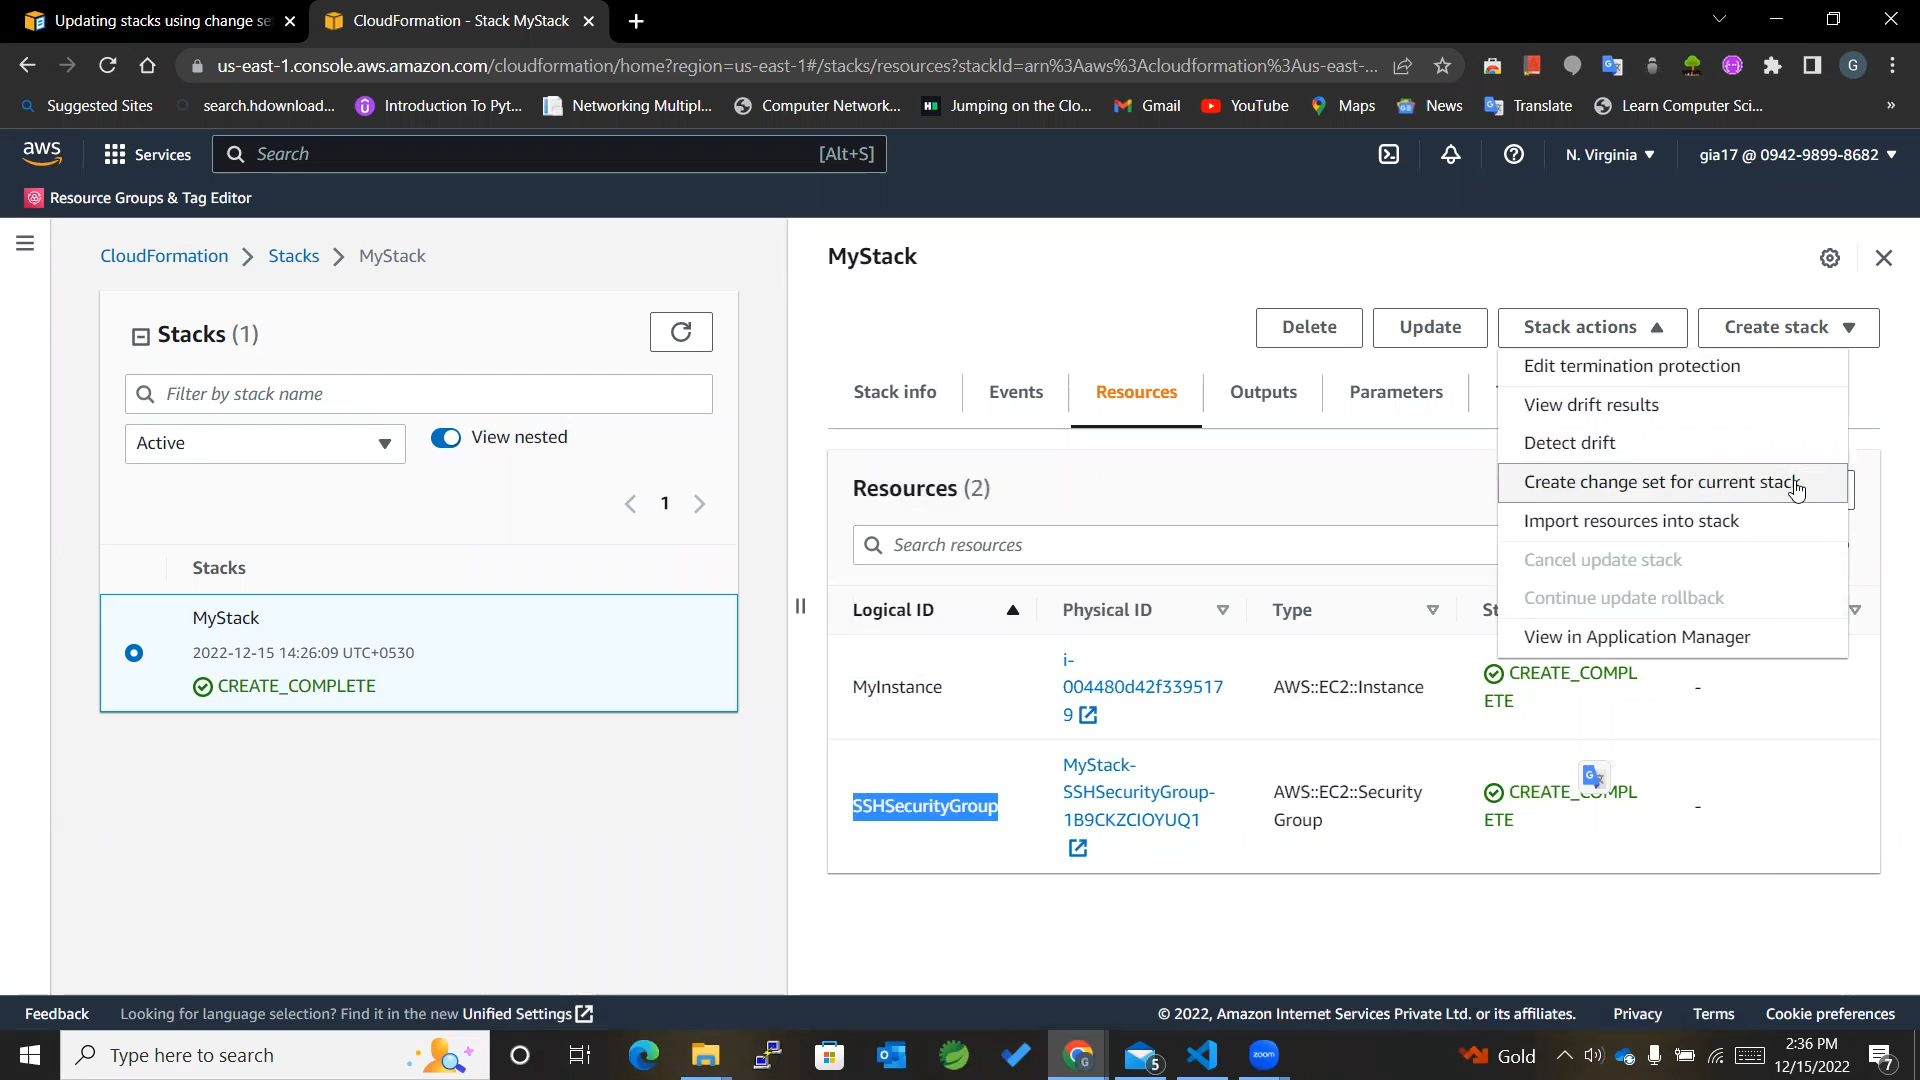 Updating stacks using change se
CloudFormation - Stack MyStack
us-east-1.console.aws.amazon.com/cloudformation/home?region=us-east-1#/stacks/resources?stackId=arn%3Aaws%3Acloudformation%3Aus-east-...
G
Suggested Sites
search.hdownload...
Introduction To Pyt...
Networking Multipl...
Computer Network...
Jumping on the Clo...
Gmail
YouTube
Maps
News
Translate
Learn Computer Sci...
»
aws
Services
Search
[Alt+S]
N. Virginia
gia17 @ 0942-9899-8682
Resource Groups & Tag Editor
CloudFormation
Stacks
MyStack
Stacks (1)
Filter by stack name
Active
View nested
1
Stacks
MyStack
2022-12-15 14:26:09 UTC+0530
CREATE_COMPLETE
MyStack
Delete
Update
Stack actions
Create stack
Stack info
Events
Resources
Outputs
Parameters
Edit termination protection
View drift results
Detect drift
Create change set for current stack
Import resources into stack
Cancel update stack
Continue update rollback
View in Application Manager
Resources (2)
Search resources
Logical ID
Physical ID
Type
St
MyInstance
i-
004480d42f339517
9
AWS::EC2::Instance
CREATE_COMPL
ETE
-
SSHSecurityGroup
MyStack-
SSHSecurityGroup-
1B9CKZCIOYUQ1
AWS::EC2::Security
Group
CREATE_COMPL
ETE
-
Feedback
Looking for language selection? Find it in the new Unified Settings
© 2022, Amazon Internet Services Private Ltd. or its affiliates.
Privacy
Terms
Cookie preferences
Type here to search
5
zoom
Gold
2:36 PM
12/15/2022
7